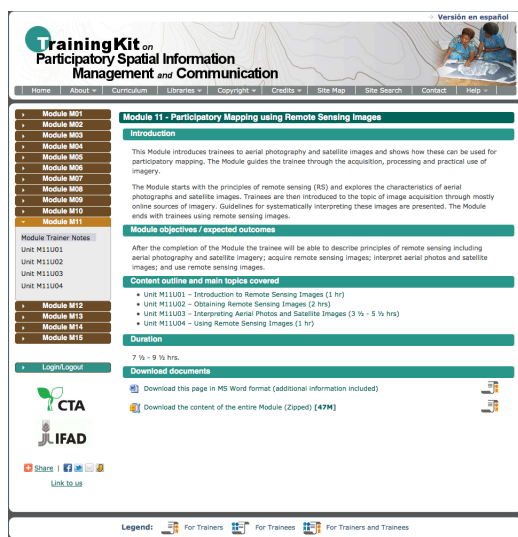 Versión en español
TrainingKit on
Participatory Spatial Information
Management and Communication
Home About Curriculum Libraries Copyright Credits Site Map Site Search Contact Help
Module M01
Module M02
Module M03
Module M04
Module M05
Module M06
Module M07
Module M08
Module M09
Module M10
Module M11
Module Trainer Notes
Unit M11U01
Unit M11U02
Unit M11U03
Unit M11U04
Module M12
Module M13
Module M14
Module M15
Login/Logout
CTA
JLIFAD
Share |
Link to us
Module 11 - Participatory Mapping using Remote Sensing Images
Introduction
This Module introduces trainees to aerial photography and satellite images and shows how these can be used for
participatory mapping. The Module guides the trainee through the acquisition, processing and practical use of
imagery.
The Module starts with the principles of remote sensing (RS) and explores the characteristics of aerial
photographs and satellite images. Trainees are then introduced to the topic of image acquisition through mostly
online sources of imagery. Guidelines for systematically interpreting these images are presented. The Module
ends with trainees using remote sensing images.
Module objectives / expected outcomes
After the completion of the Module the trainee will be able to describe principles of remote sensing including
aerial photography and satellite imagery; acquire remote sensing images; interpret aerial photos and satellite
images; and use remote sensing images.
Content outline and main topics covered
• Unit M11U01 – Introduction to Remote Sensing Images (1 hr)
• Unit M11U02 – Obtaining Remote Sensing Images (2 hrs)
• Unit M11U03 – Interpreting Aerial Photos and Satellite Images (3 ½ - 5 ½ hrs)
• Unit M11U04 – Using Remote Sensing Images (1 hr)
Duration
7 ½ - 9 ½ hrs.
Download documents
Download this page in MS Word format (additional information included)
Download the content of the entire Module (Zipped) [47M]
Legend: For Trainers For Trainees For Trainers and Trainees